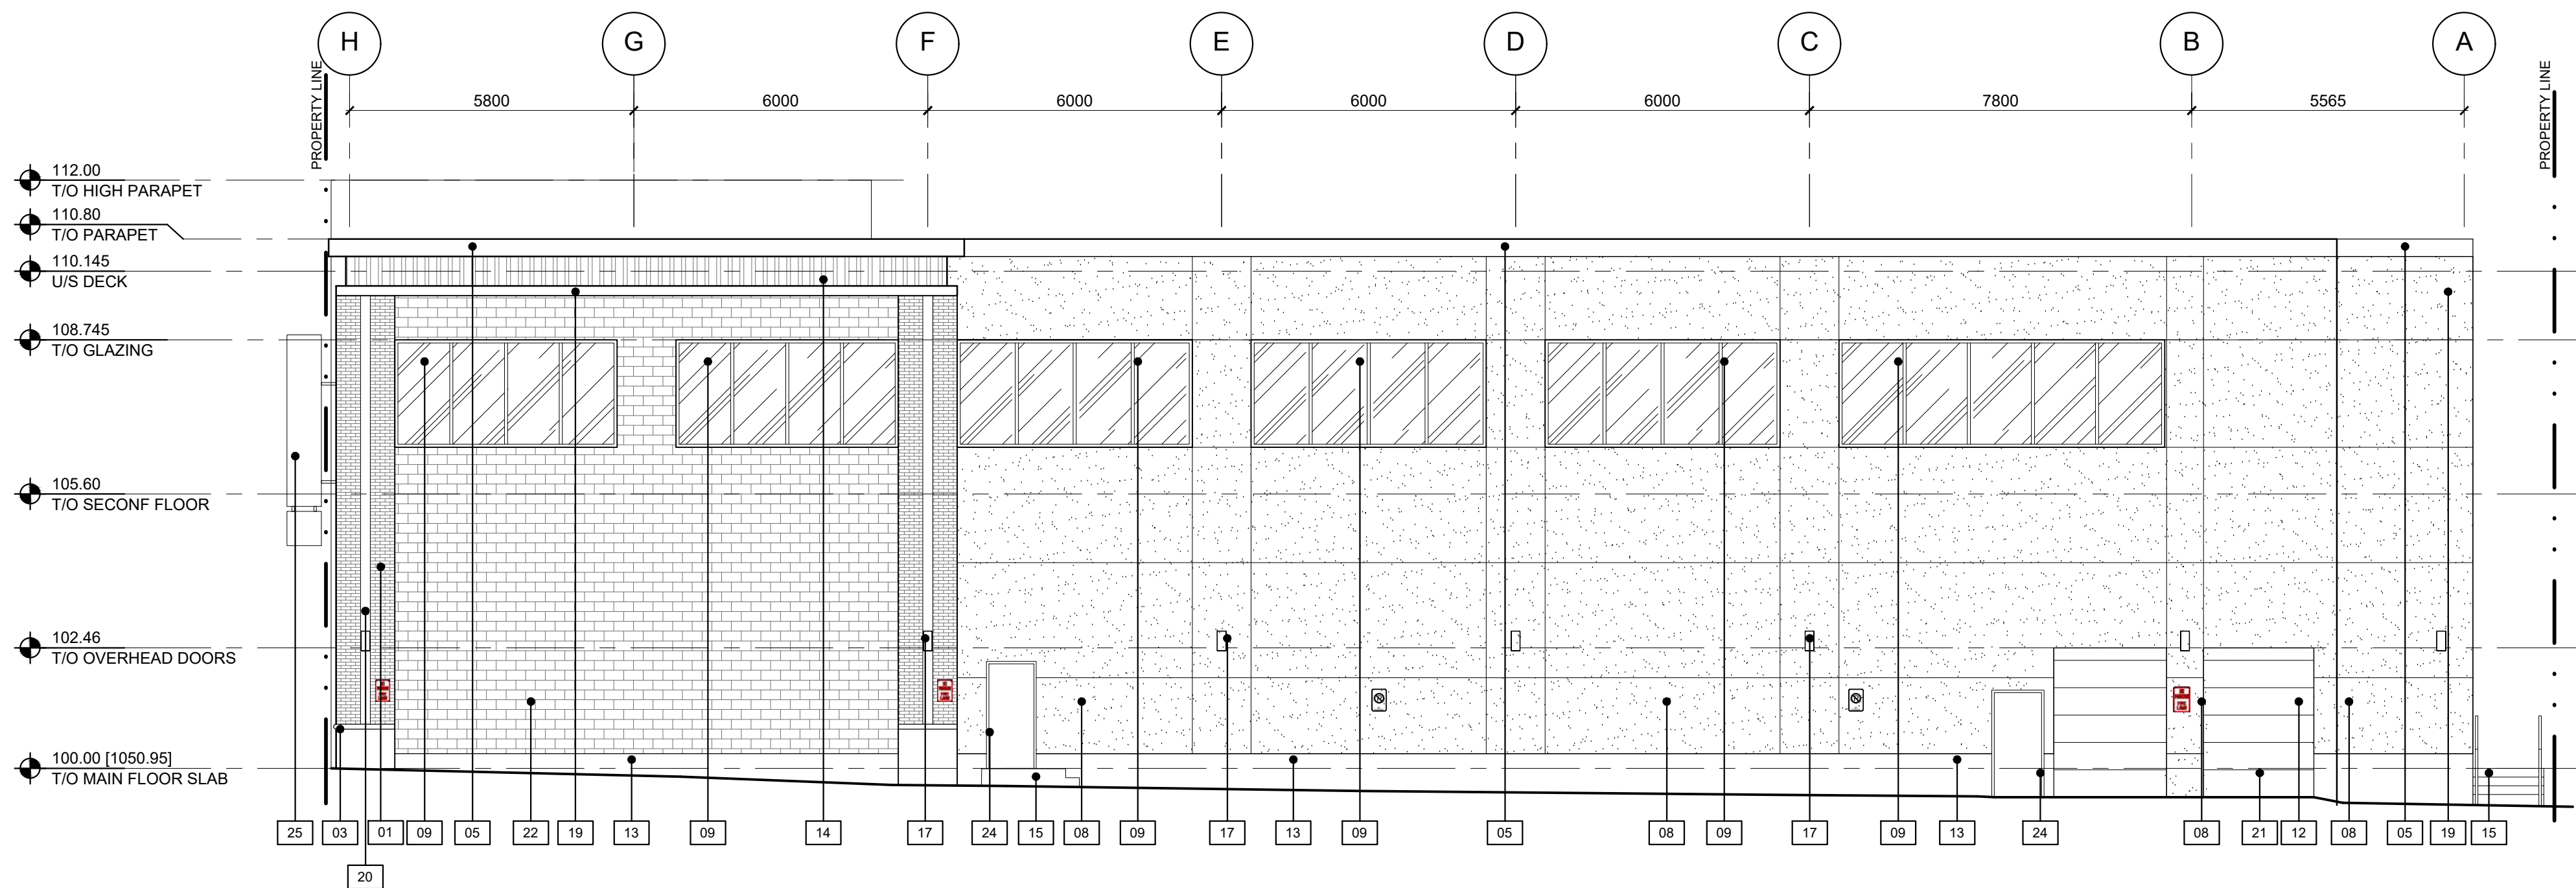 H G F E D C B A
PROPERTY LINE
PROPERTY LINE
5800 6000 6000 6000 6000 7800 5565
112.00
T/O HIGH PARAPET
110.80
T/O PARAPET
110.145
U/S DECK
108.745
T/O GLAZING
105.60
T/O SECONF FLOOR
102.46
T/O OVERHEAD DOORS
100.00 [1050.95]
T/O MAIN FLOOR SLAB
25 03 01 09 05 22 19 13 09 14 17 24 15 08 09 17 13 09 05 08 09 17 09 13 24 08 21 12 08 05 19 15
20